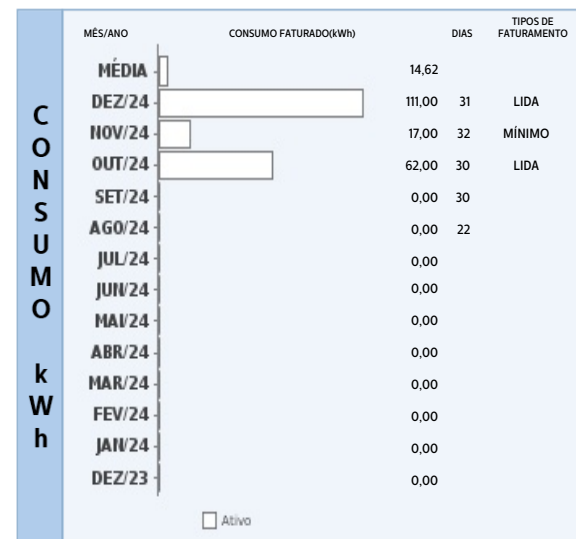 MÊS/ANO CONSUMO FATURADO(kWh) DIAS TIPOS DE FATURAMENTO
MÉDIA 14,62
DEZ/24 111,00 31 LIDA
NOV/24 17,00 32 MÍNIMO
OUT/24 62,00 30 LIDA
SET/24 0,00 30
AGO/24 0,00 22
JUL/24 0,00
JUN/24 0,00
MAI/24 0,00
ABR/24 0,00
MAR/24 0,00
FEV/24 0,00
JAN/24 0,00
DEZ/23 0,00
Ativo
CONSUMO kWh